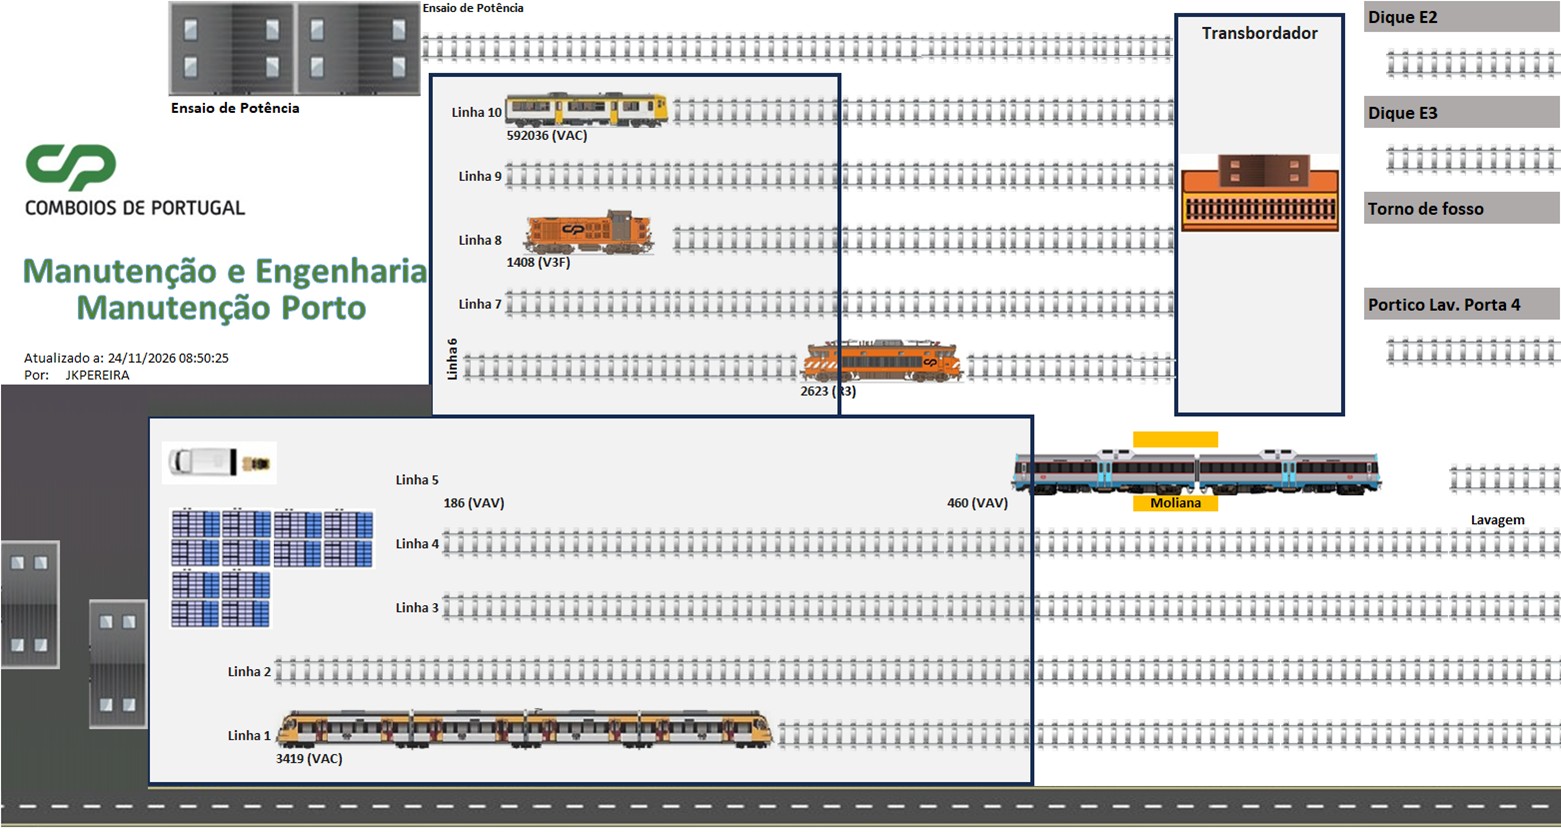 Ensaio de Potência
Ensaio de Potência
Transbordador
Dique E2
Dique E3
Torno de fosso
Portico Lav. Porta 4
Linha 10
592036 (VAC)
Linha 9
Linha 8
1408 (V3F)
Linha 7
Linha 6
2623 (R3)
CP
COMBOIOS DE PORTUGAL
Manutenção e Engenharia
Manutenção Porto
Atualizado a: 24/11/2026 08:50:25
Por: JKPEREIRA
Linha 5
186 (VAV)
460 (VAV)
Moliana
Lavagem
Linha 4
Linha 3
Linha 2
Linha 1
3419 (VAC)